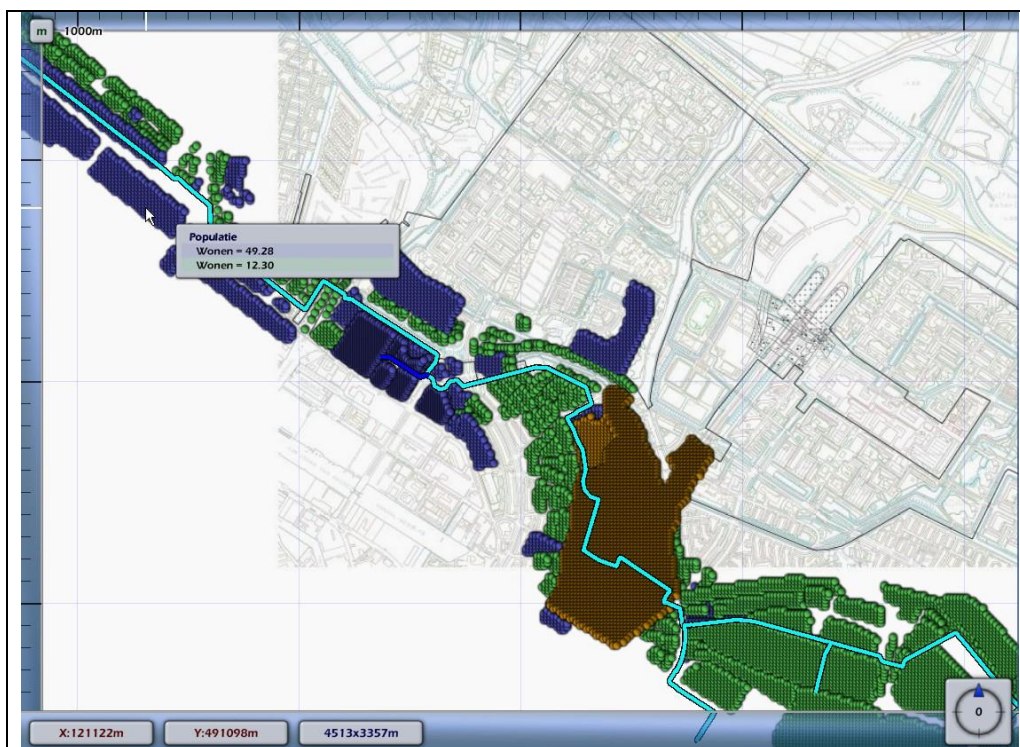 m
1000m
Populatie
Wonen = 49.28
Wonen = 12.30
0
X:121122m
Y:491098m
4513x3357m